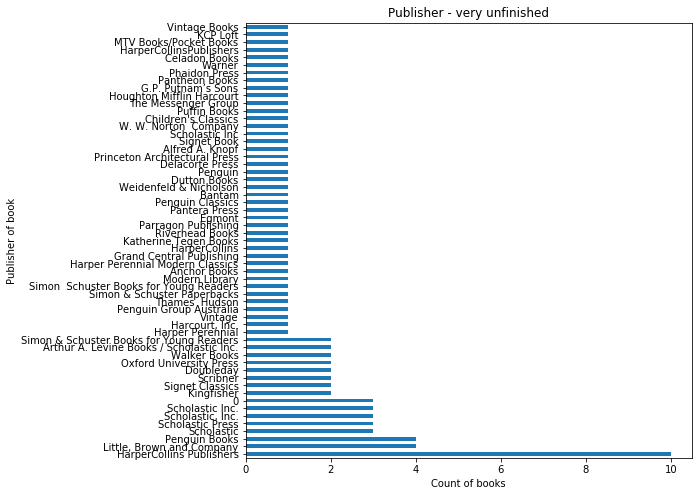 Publisher - very unfinished
Vintage Books
KCP Loft
MTV Books/Pocket Books
HarperCollinsPublishers
Celadon Books
Warner
Phaidon Press
Pantheon Books
G.P. Putnam's Sons
Houghton Mifflin Harcourt
The Messenger Group
Puffin Books
Children's Classics
W. W. Norton  Company
Scholastic Inc
Signet Book
Alfred A. Knopf
Princeton Architectural Press
Delacorte Press
Penguin
Dutton Books
Weidenfeld & Nicholson
Bantam
Penguin Classics
Pantera Press
Egmont
Parragon Publishing
Riverhead Books
Katherine Tegen Books
HarperCollins
Grand Central Publishing
Harper Perennial Modern Classics
Anchor Books
Modern Library
Simon  Schuster Books for Young Readers
Simon & Schuster Paperbacks
Thames  Hudson
Penguin Group Australia
Vintage
Harcourt, Inc.
Harper Perennial
Simon & Schuster Books for Young Readers
Arthur A. Levine Books / Scholastic Inc.
Walker Books
Oxford University Press
Doubleday
Scribner
Signet Classics
Kingfisher
0
Scholastic Inc.
Scholastic, Inc.
Scholastic Press
Scholastic
Penguin Books
Little, Brown and Company
HarperCollins Publishers
Publisher of book
0 2 4 6 8 10
Count of books